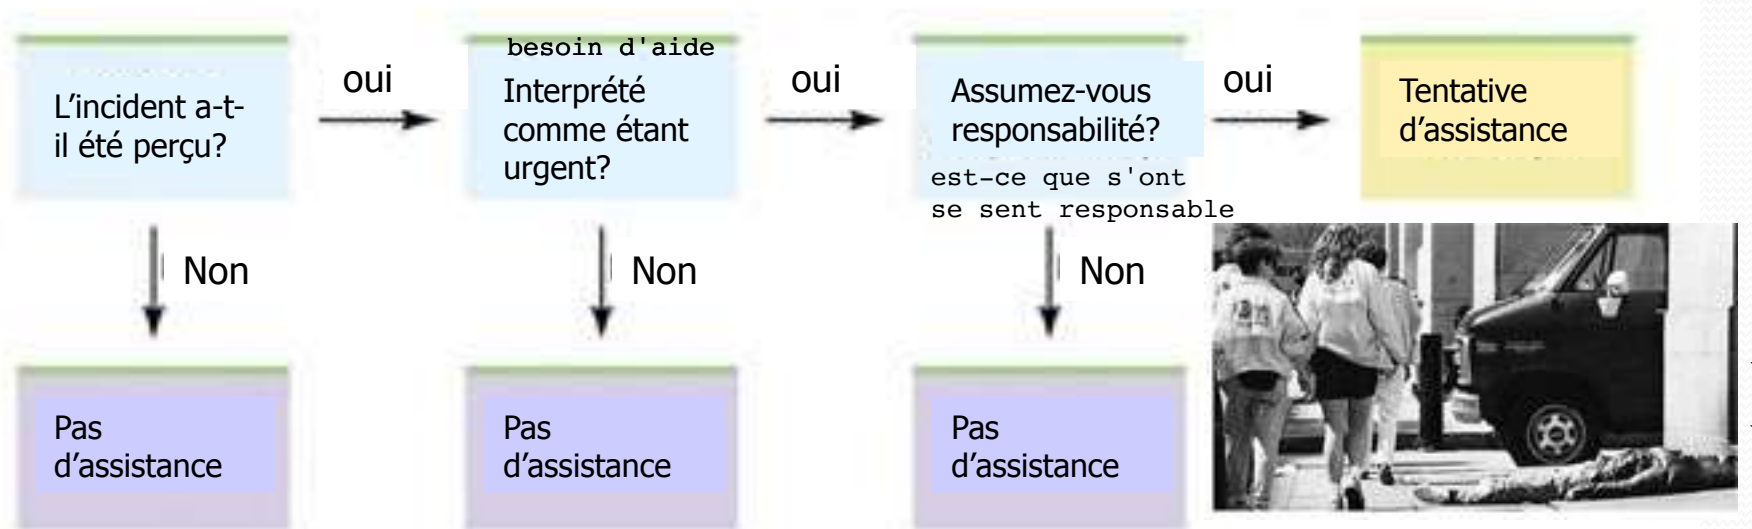 besoin d'aide
oui
oui
oui
L'incident a-t-
il été perçu?
Interprété
comme étant
urgent?
Assumez-vous
responsabilité?
Tentative
d'assistance
est-ce que s'ont
se sent responsable
Non
Non
Non
Pas
d'assistance
Pas
d'assistance
Pas
d'assistance